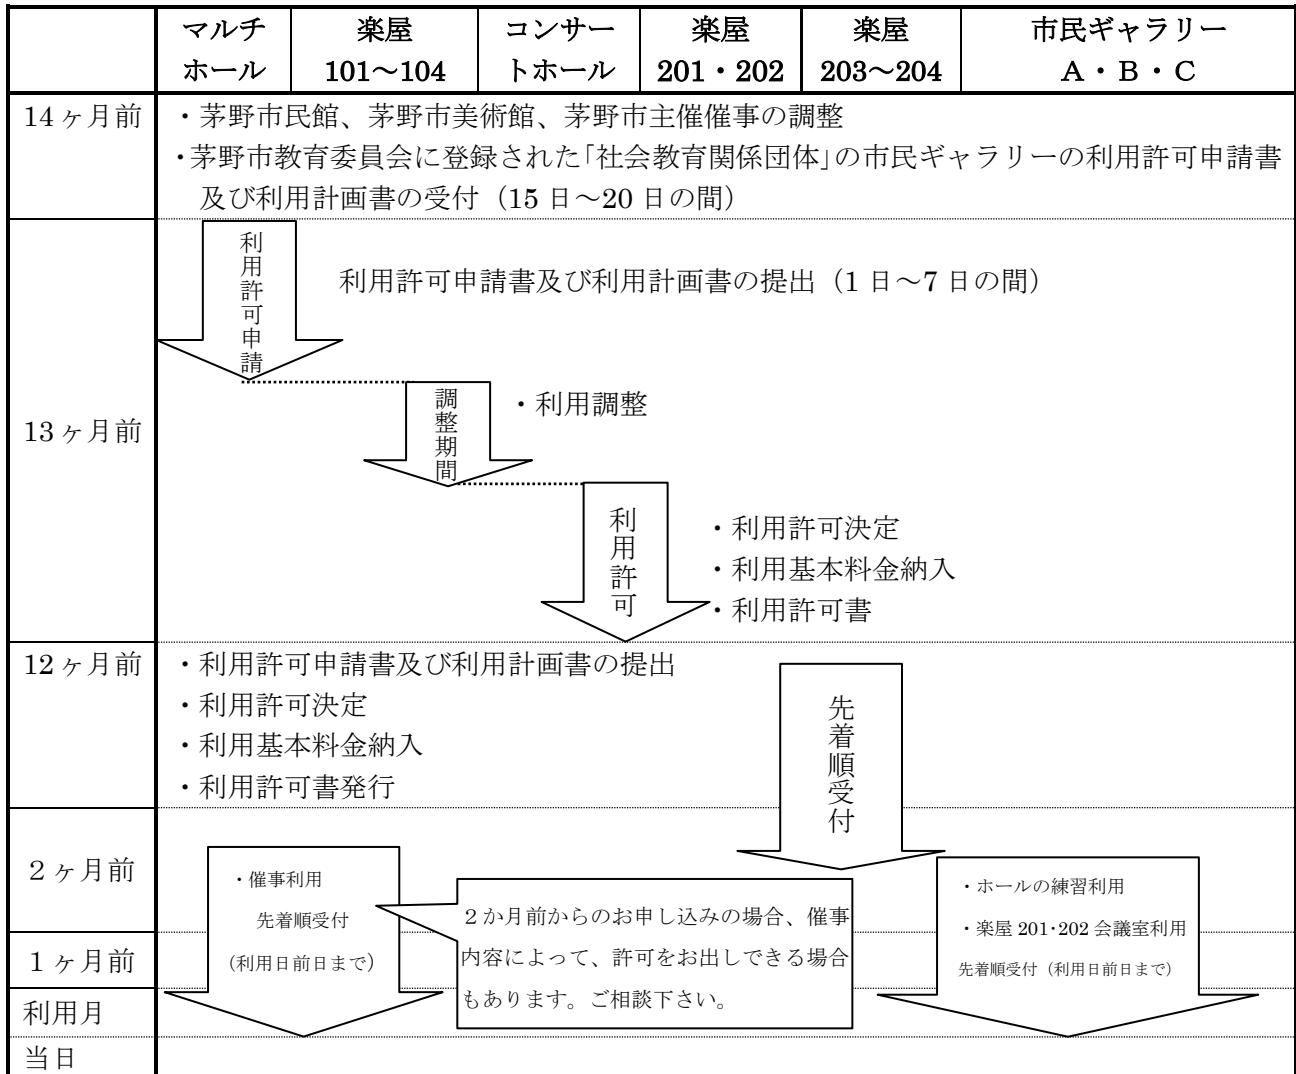 マルチ
ホール
楽屋
101～104
コンサー
トホール
楽屋
201・202
楽屋
203～204
市民ギャラリー
A・B・C
14ヶ月前
・茅野市民館、茅野市美術館、茅野市主催催事の調整
・茅野市教育委員会に登録された「社会教育関係団体」の市民ギャラリーの利用許可申請書
及び利用計画書の受付（15日～20日の間）
13ヶ月前
利用許可申請
利用許可申請書及び利用計画書の提出（1日～7日の間）
調整期間
・利用調整
利用許可
・利用許可決定
・利用基本料金納入
・利用許可書
12ヶ月前
・利用許可申請書及び利用計画書の提出
・利用許可決定
・利用基本料金納入
・利用許可書発行
先着順受付
２ヶ月前
・催事利用
先着順受付
（利用日前日まで）
２か月前からのお申し込みの場合、催事
内容によって、許可をお出しできる場合
もあります。ご相談下さい。
・ホールの練習利用
・楽屋201・202会議室利用
先着順受付（利用日前日まで）
１ヶ月前
利用月
当日